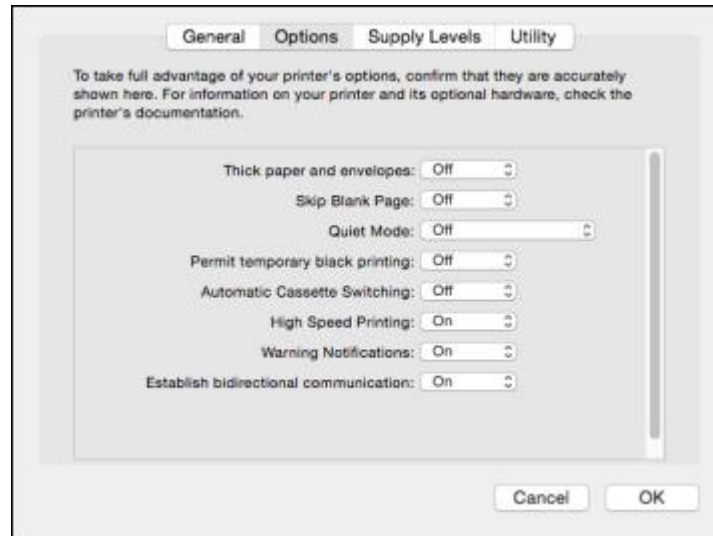 General Options Supply Levels Utility
To take full advantage of your printer's options, confirm that they are accurately
shown here. For information on your printer and its optional hardware, check the
printer's documentation.
Thick paper and envelopes: Off
Skip Blank Page: Off
Quiet Mode: Off
Permit temporary black printing: Off
Automatic Cassette Switching: Off
High Speed Printing: On
Warning Notifications: On
Establish bidirectional communication: On
Cancel OK